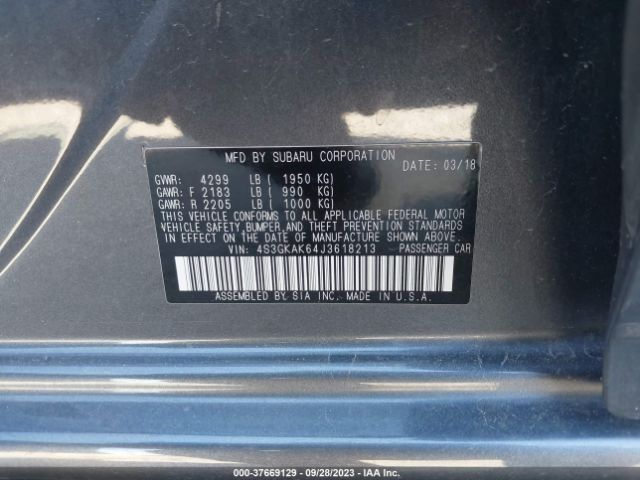 MFD BY SUBARU CORPORATION
DATE: 03/18
GVWR: 4299 LB ( 1950 KG)
GAWR: F 2183 LB ( 990 KG)
GAWR: R 2205 LB ( 1000 KG)
THIS VEHICLE CONFORMS TO ALL APPLICABLE FEDERAL MOTOR
VEHICLE SAFETY,BUMPER,AND THEFT PREVENTION STANDARDS
IN EFFECT ON THE DATE OF MANUFACTURE SHOWN ABOVE.
VIN: 4S3GKAK64J3618213 PASSENGER CAR
ASSEMBLED BY SIA INC. MADE IN U.S.A.
000-37669129 - 09/28/2023 - IAA Inc.